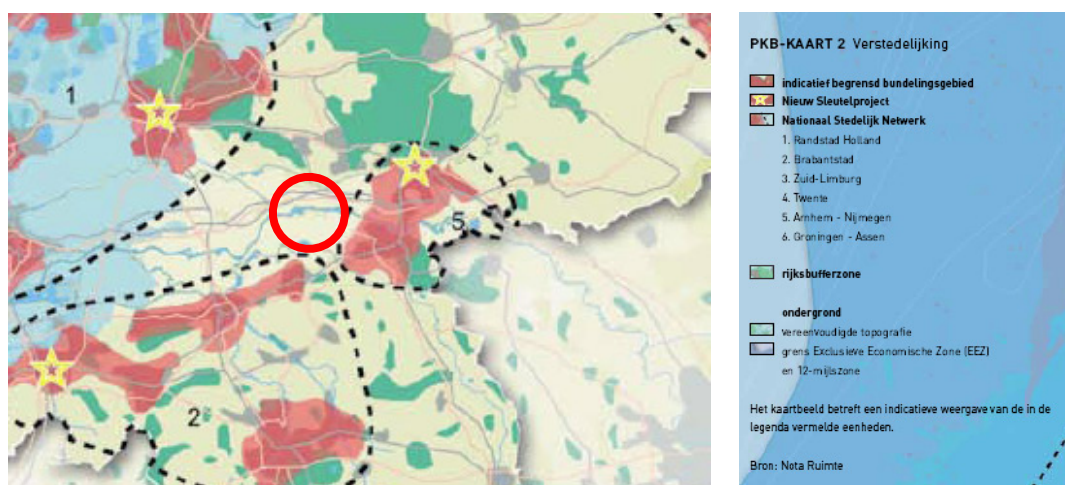 1
5
2
PKB-KAART 2 Verstedelijking
indicatief begrensd bundelingsgebied
Nieuw Sleutelproject
Nationaal Stedelijk Netwerk
1. Randstad Holland
2. Brabantstad
3. Zuid-Limburg
4. Twente
5. Arnhem - Nijmegen
6. Groningen - Assen
rijksbufferzone
ondergrond
vereenvoudigde topografie
grens Exclusieve Economische Zone (EEZ)
en 12-mijlszone
Het kaartbeeld betreft een indicatieve weergave van de in de
legenda vermelde eenheden.
Bron: Nota Ruimte